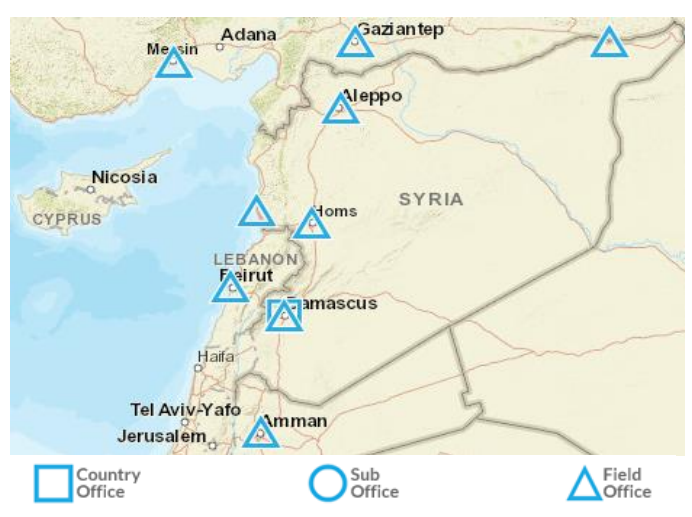 Gaziantep
Adana
Mersin
Aleppo
Nicosia
SYRIA
Homs
CYPRUS
LEBANON
Beirut
Damascus
Haifa
Tel Aviv-Yafo
Amman
Jerusalem
Country
Office
Sub
Office
Field
Office